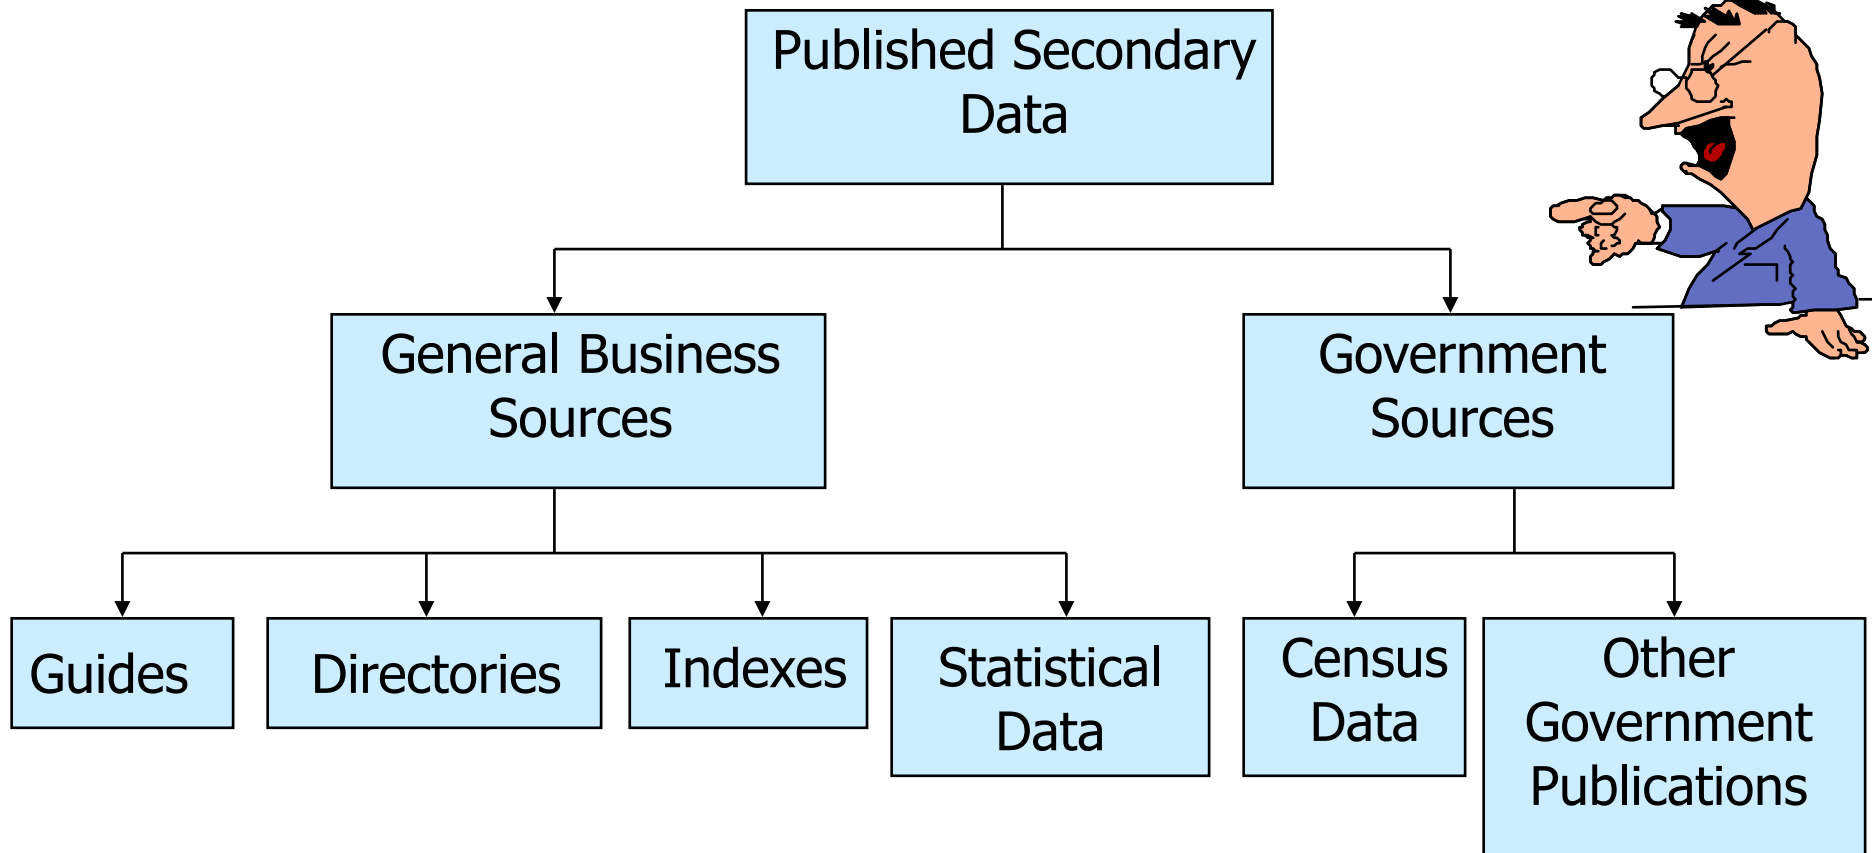 Published Secondary
Data
General Business
Sources
Government
Sources
Guides
Directories
Indexes
Statistical
Data
Census
Data
Other
Government
Publications